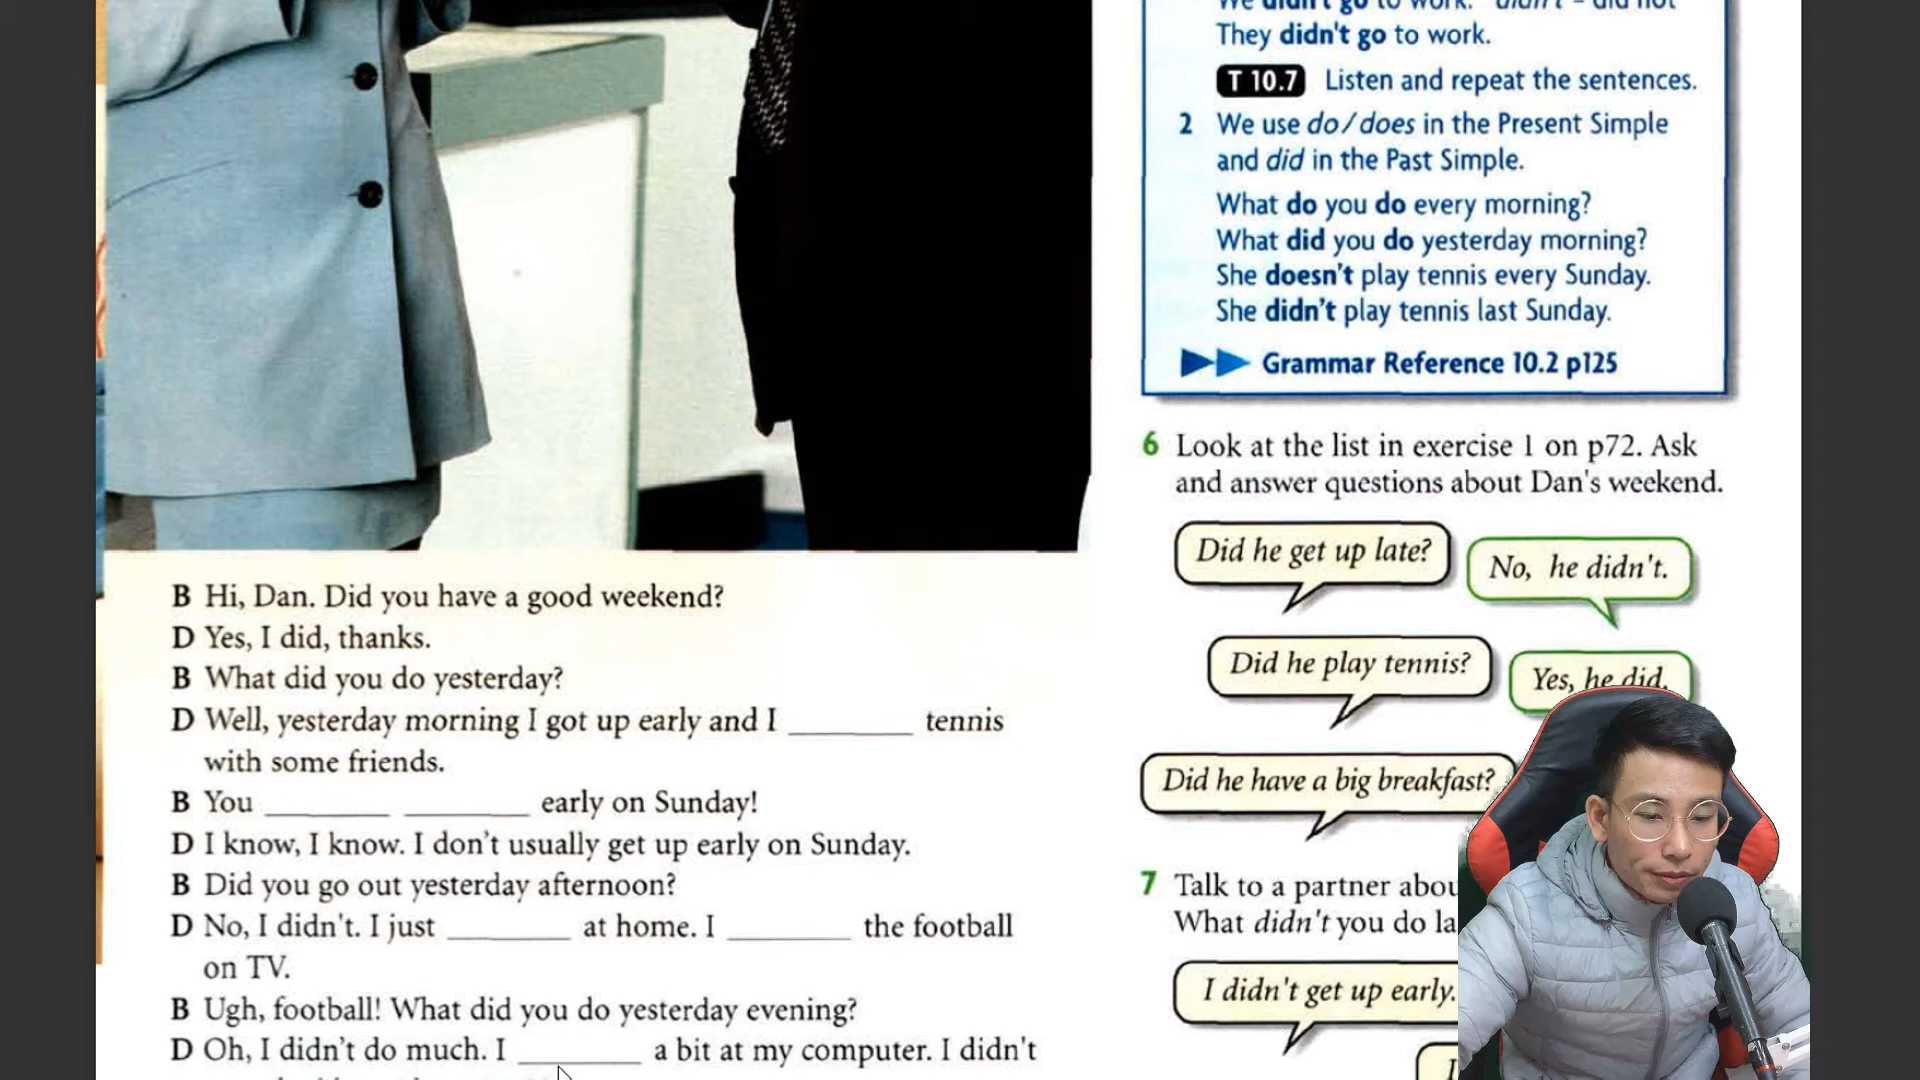 They didn't go to work.
T 10.7 Listen and repeat the sentences.
2 We use do/does in the Present Simple
and did in the Past Simple.
What do you do every morning?
What did you do yesterday morning?
She doesn't play tennis every Sunday.
She didn't play tennis last Sunday.
Grammar Reference 10.2 p125
6 Look at the list in exercise 1 on p72. Ask
and answer questions about Dan's weekend.
Did he get up late?
No, he didn't.
Did he play tennis?
Yes, he did.
Did he have a big breakfast?
7 Talk to a partner
What didn't you do
I didn't get up early.
B Hi, Dan. Did you have a good weekend?
D Yes, I did, thanks.
B What did you do yesterday?
D Well, yesterday morning I got up early and I ________ tennis
with some friends.
B You ________ ________ early on Sunday!
D I know, I know. I don't usually get up early on Sunday.
B Did you go out yesterday afternoon?
D No, I didn't. I just ________ at home. I ________ the football
on TV.
B Ugh, football! What did you do yesterday evening?
D Oh, I didn't do much. I ________ a bit at my computer. I didn't